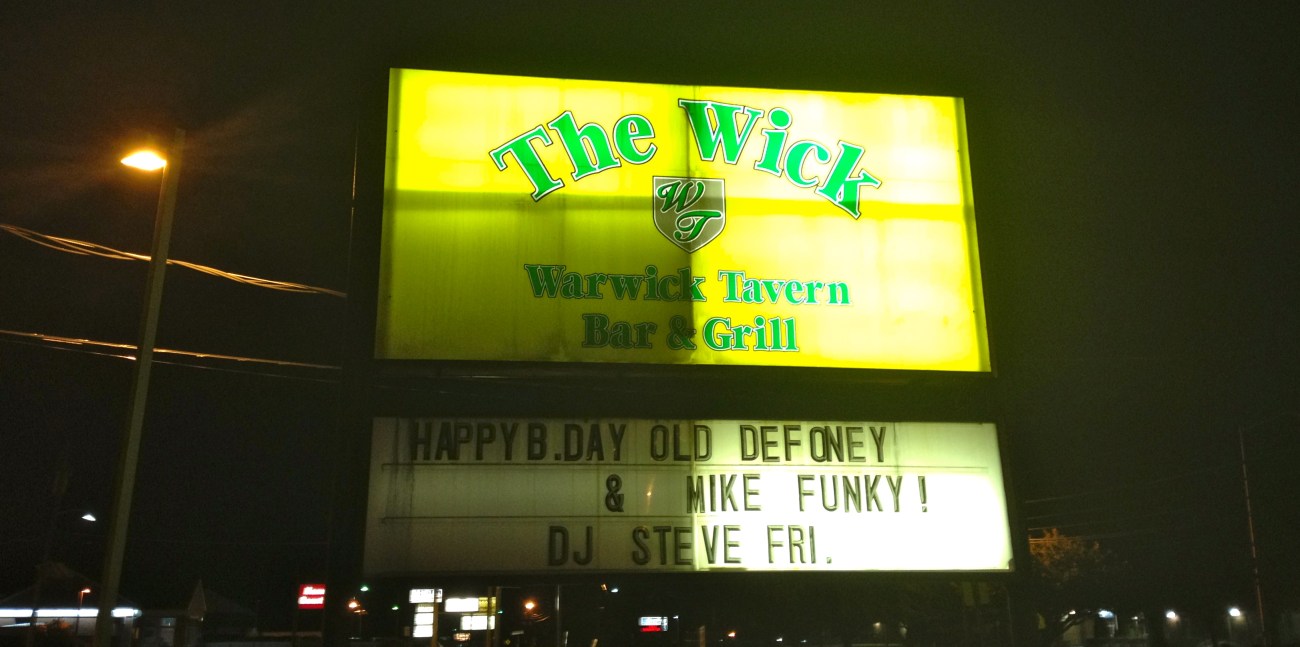 The Wick
WT
Warwick Tavern
Bar & Grill
HAPPY B.DAY OLD DEFONEY
& MIKE FUNKY!
DJ STEVE FRI.